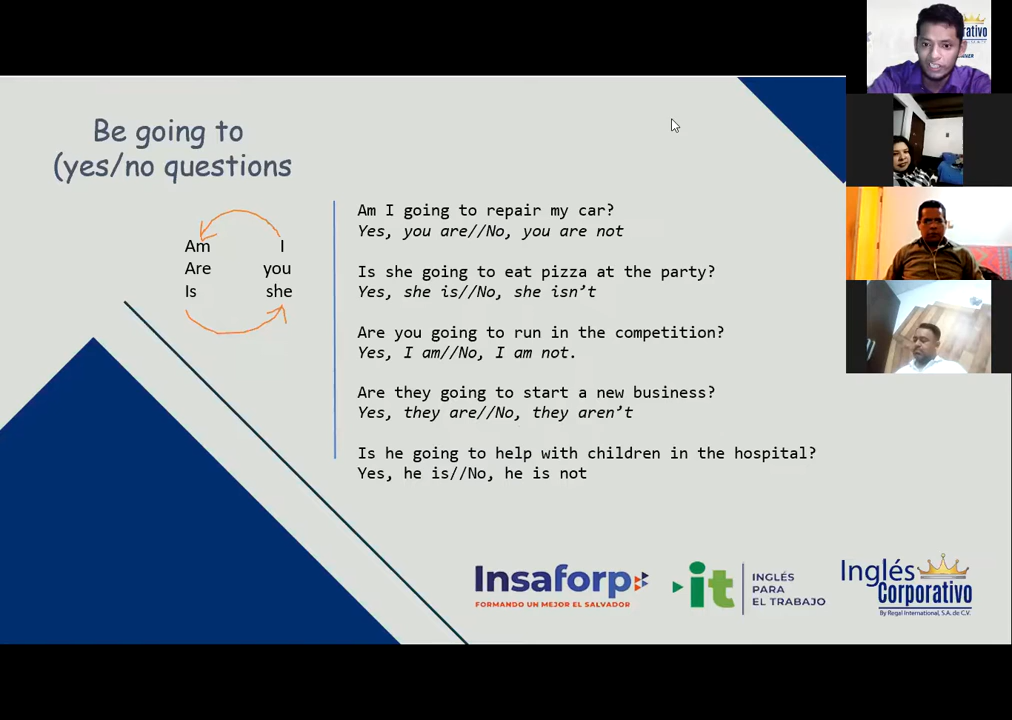 Be going to
(yes/no questions
Am I
Are you
Is she
Am I going to repair my car?
Yes, you are//No, you are not
Is she going to eat pizza at the party?
Yes, she is//No, she isn’t
Are you going to run in the competition?
Yes, I am//No, I am not.
Are they going to start a new business?
Yes, they are//No, they aren’t
Is he going to help with children in the hospital?
Yes, he is//No, he is not
Insaforp
FORMANDO UN MEJOR EL SALVADOR
it
INGLÉS
PARA
EL TRABAJO
Inglés
Corporativo
By Regal International, S.A. de C.V.
rativo